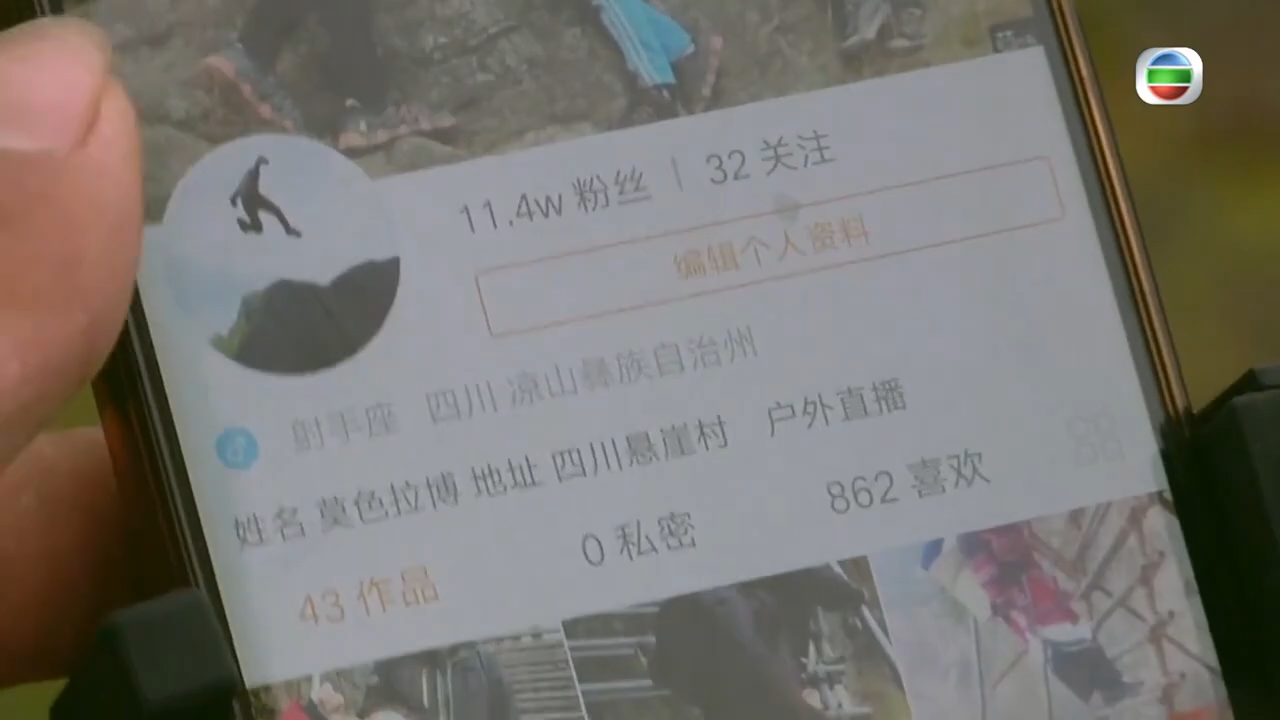 11.4w 粉丝 | 32 关注
编辑个人资料
射手座 四川 凉山彝族自治州
姓名 莫色拉博 地址 四川悬崖村 户外直播
43 作品 0 私密 862 喜欢